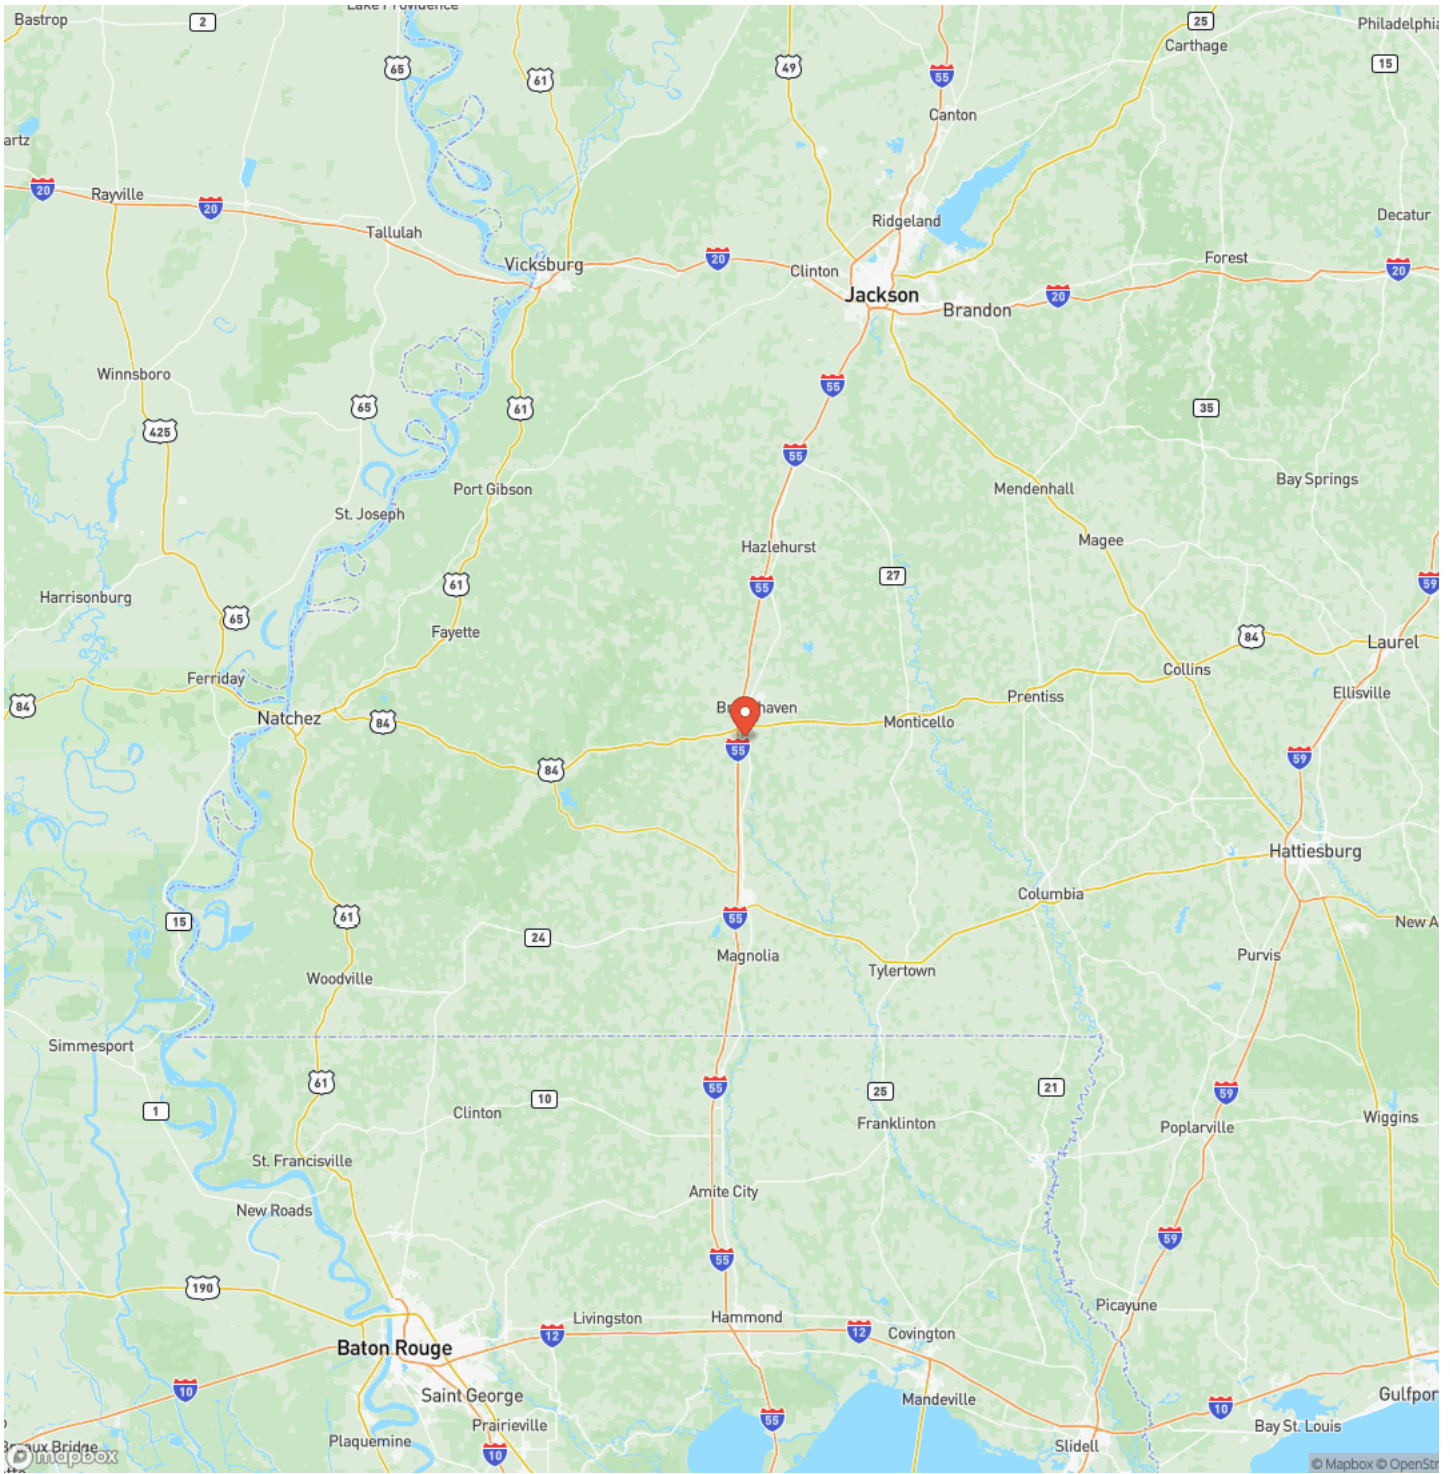 Bastrop
2
Lake Providence
65
61
49
55
25
Carthage
Philadelphia
15
Canton
artz
20
Rayville
20
Tallulah
Vicksburg
20
Clinton
Ridgeland
Jackson
Brandon
20
Forest
Decatur
20
Winnsboro
425
65
61
55
35
55
Port Gibson
St. Joseph
Mendenhall
Bay Springs
Magee
Hazlehurst
27
55
61
59
Harrisonburg
65
Fayette
84
Laurel
Ferriday
Collins
Ellisville
84
Natchez
84
Prentiss
Monticello
55
84
59
Hattiesburg
Columbia
15
61
24
55
New A
Magnolia
Tylertown
Purvis
Woodville
Simmesport
61
55
25
21
59
1
10
Clinton
Franklinton
Poplarville
Wiggins
St. Francisville
Amite City
New Roads
59
55
190
Livingston
Hammond
Picayune
12
12
Covington
Baton Rouge
10
Saint George
Mandeville
Gulfpor
10
Prairieville
55
Bay St. Louis
Plaquemine
10
Slidell
mapbox
© Mapbox © OpenStr